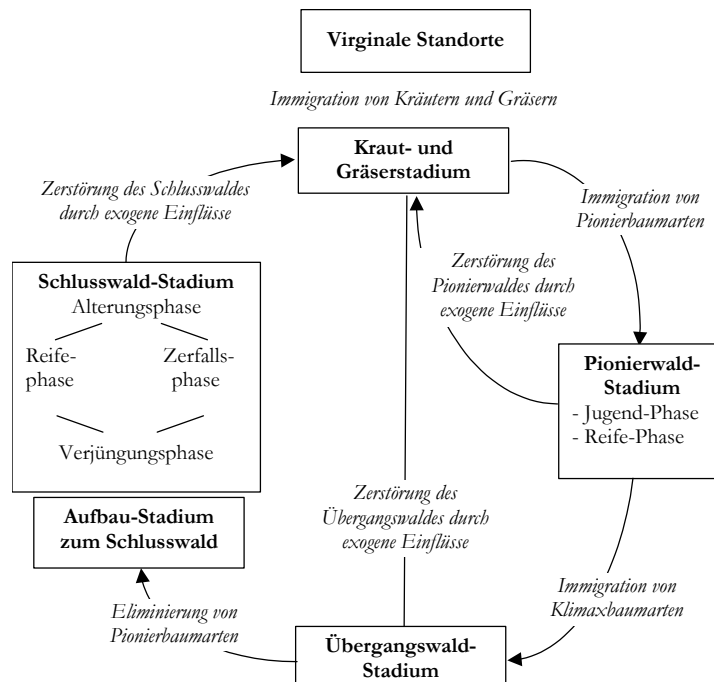 Virginale Standorte
Immigration von Kräutern und Gräsern
Kraut- und
Gräserstadium
Zerstörung des Schlusswaldes
durch exogene Einflüsse
Immigration von
Pionierbaumarten
Zerstörung des
Pionierwaldes durch
exogene Einflüsse
Schlusswald-Stadium
Alterungsphase
Reife-
phase
Zerfalls-
phase
Verjüngungsphase
Pionierwald-
Stadium
- Jugend-Phase
- Reife-Phase
Aufbau-Stadium
zum Schlusswald
Zerstörung des
Übergangswaldes durch
exogene Einflüsse
Immigration von
Klimaxbaumarten
Eliminierung von
Pionierbaumarten
Übergangswald-
Stadium